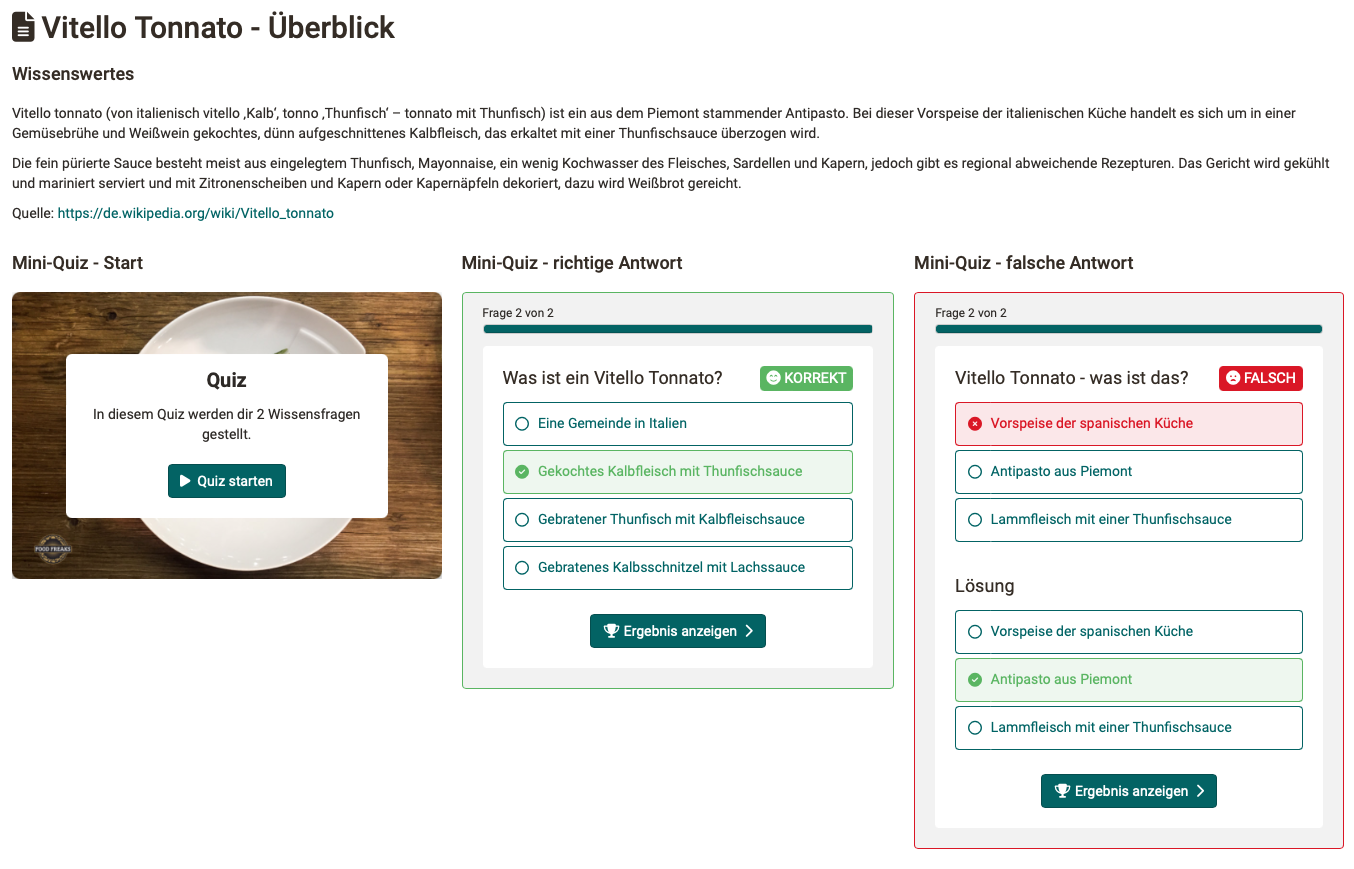 Vitello Tonnato - Überblick
Wissenswertes
Vitello tonnato (von italienisch vitello ‚Kalb‘, tonno ‚Thunfisch‘ – tonnato mit Thunfisch) ist ein aus dem Piemont stammender Antipasto. Bei dieser Vorspeise der italienischen Küche handelt es sich um in einer
Gemüsebrühe und Weißwein gekochtes, dünn aufgeschnittenes Kalbfleisch, das erkaltet mit einer Thunfischsauce überzogen wird.
Die fein pürierte Sauce besteht meist aus eingelegtem Thunfisch, Mayonnaise, ein wenig Kochwasser des Fleisches, Sardellen und Kapern, jedoch gibt es regional abweichende Rezepturen. Das Gericht wird gekühlt
und mariniert serviert und mit Zitronenscheiben und Kapern oder Kapernäpfeln dekoriert, dazu wird Weißbrot gereicht.
Quelle: https://de.wikipedia.org/wiki/Vitello_tonnato
Mini-Quiz - Start
Quiz
In diesem Quiz werden dir 2 Wissensfragen
gestellt.
Quiz starten
FOOD FREAKS
Mini-Quiz - richtige Antwort
Frage 2 von 2
Was ist ein Vitello Tonnato?
KORREKT
Eine Gemeinde in Italien
Gekochtes Kalbfleisch mit Thunfischsauce
Gebratener Thunfisch mit Kalbfleischsauce
Gebratenes Kalbsschnitzel mit Lachssauce
Ergebnis anzeigen
Mini-Quiz - falsche Antwort
Frage 2 von 2
Vitello Tonnato - was ist das?
FALSCH
Vorspeise der spanischen Küche
Antipasto aus Piemont
Lammfleisch mit einer Thunfischsauce
Lösung
Vorspeise der spanischen Küche
Antipasto aus Piemont
Lammfleisch mit einer Thunfischsauce
Ergebnis anzeigen